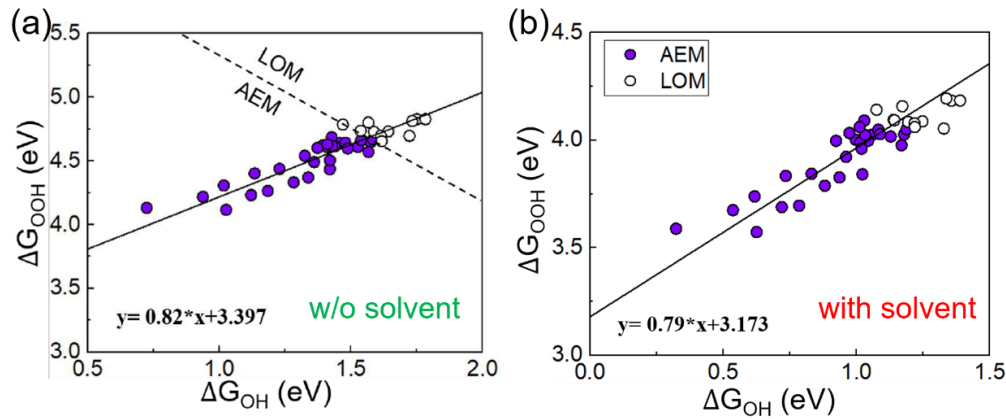 (a)
5.5
5.0
4.5
4.0
3.5
3.0
ΔG_OOH (eV)
LOM
AEM
y= 0.82*x+3.397
w/o solvent
0.5
1.0
1.5
2.0
ΔG_OH (eV)
(b)
4.5
4.0
3.5
3.0
ΔG_OOH (eV)
AEM
LOM
y= 0.79*x+3.173
with solvent
0.0
0.5
1.0
1.5
ΔG_OH (eV)